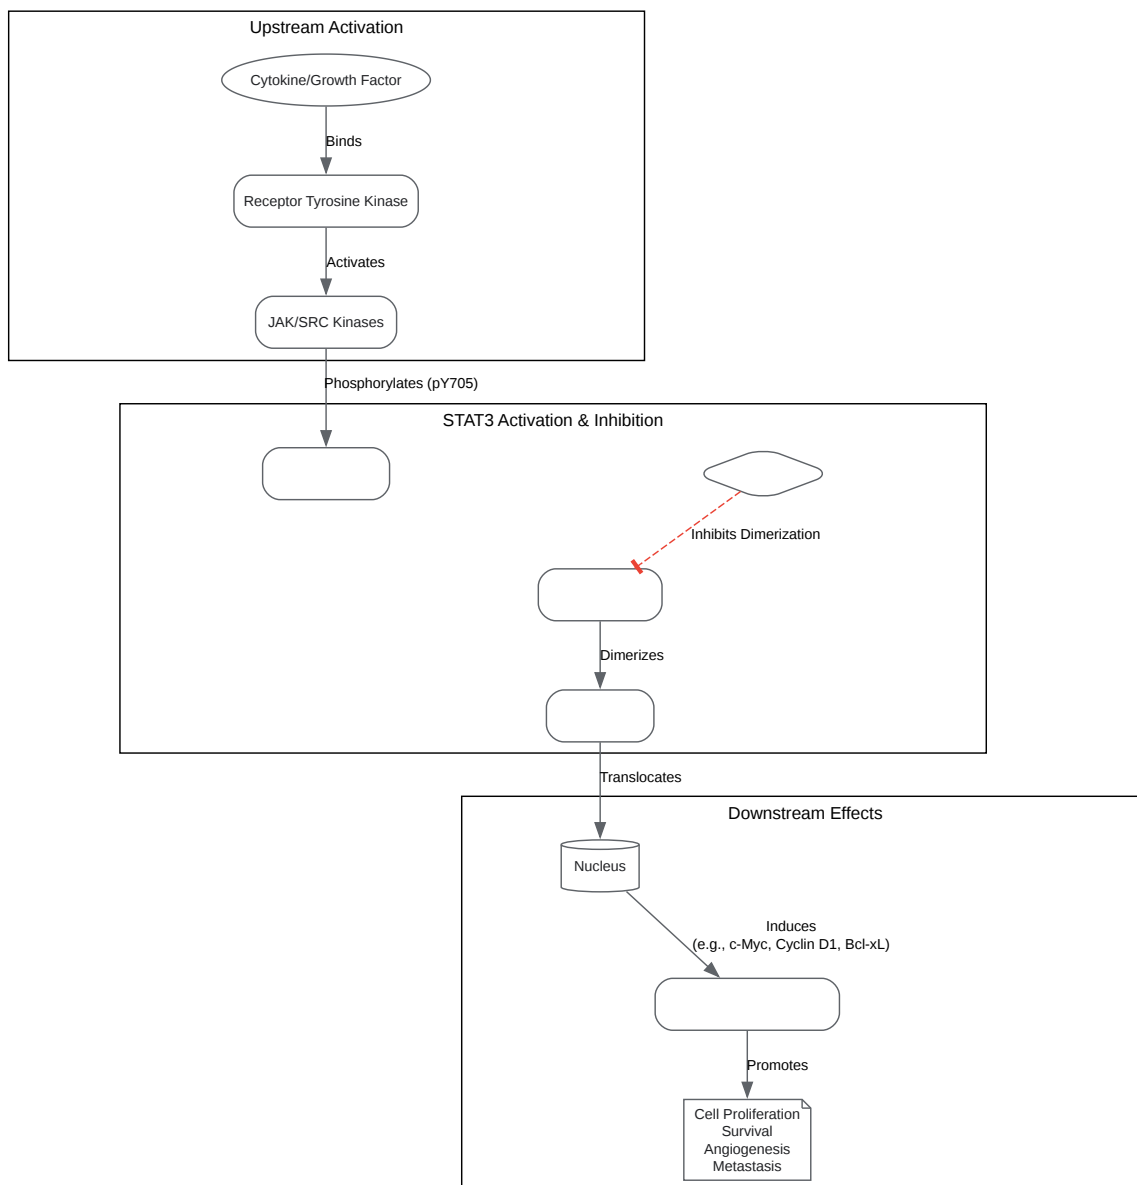 Upstream Activation
Cytokine/Growth Factor
Binds
Receptor Tyrosine Kinase
Activates
JAK/SRC Kinases
Phosphorylates (pY705)
STAT3 Activation & Inhibition
Inhibits Dimerization
Dimerizes
Translocates
Downstream Effects
Nucleus
Induces
(e.g., c-Myc, Cyclin D1, Bcl-xL)
Promotes
Cell Proliferation
Survival
Angiogenesis
Metastasis